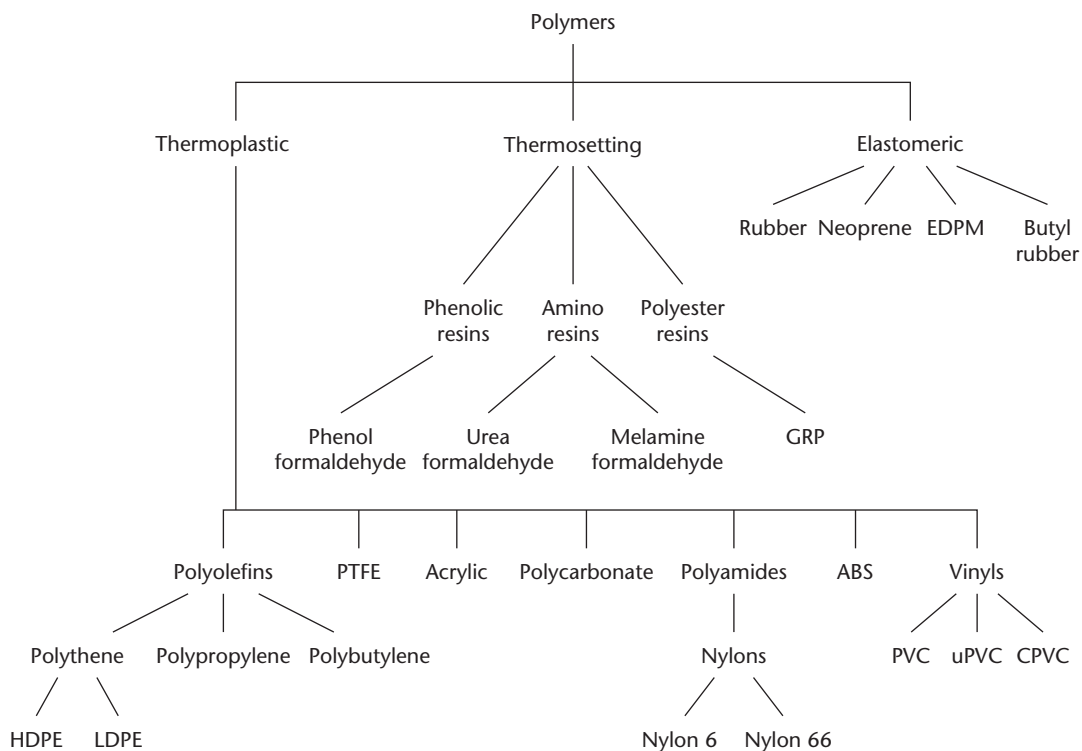 Polymers
Thermoplastic
Thermosetting
Elastomeric
Rubber
Neoprene
EDPM
Butyl
rubber
Phenolic
resins
Amino
resins
Polyester
resins
Phenol
formaldehyde
Urea
formaldehyde
Melamine
formaldehyde
GRP
Polyolefins
PTFE
Acrylic
Polycarbonate
Polyamides
ABS
Vinyls
Polythene
Polypropylene
Polybutylene
Nylons
PVC
uPVC
CPVC
HDPE
LDPE
Nylon 6
Nylon 66